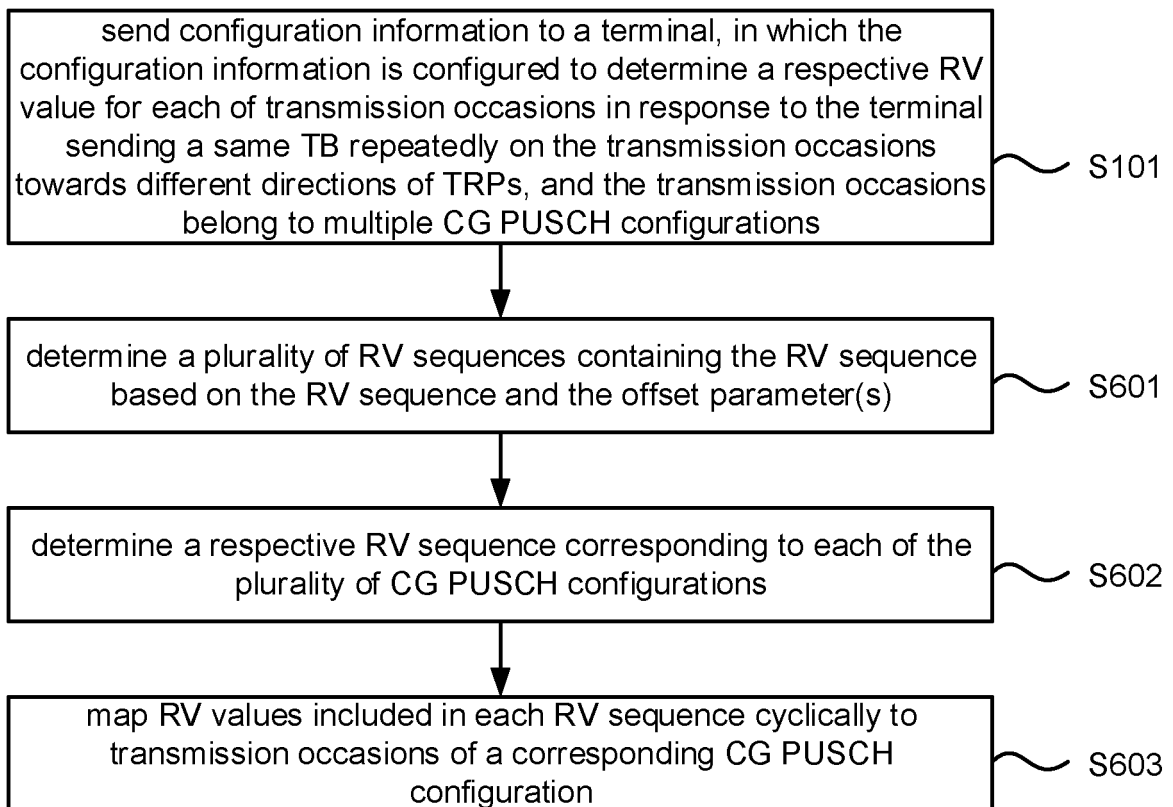 send configuration information to a terminal, in which the
configuration information is configured to determine a respective RV
value for each of transmission occasions in response to the terminal
sending a same TB repeatedly on the transmission occasions
towards different directions of TRPs, and the transmission occasions
belong to multiple CG PUSCH configurations
S101
determine a plurality of RV sequences containing the RV sequence
based on the RV sequence and the offset parameter(s)
S601
determine a respective RV sequence corresponding to each of the
plurality of CG PUSCH configurations
S602
map RV values included in each RV sequence cyclically to
transmission occasions of a corresponding CG PUSCH
configuration
S603